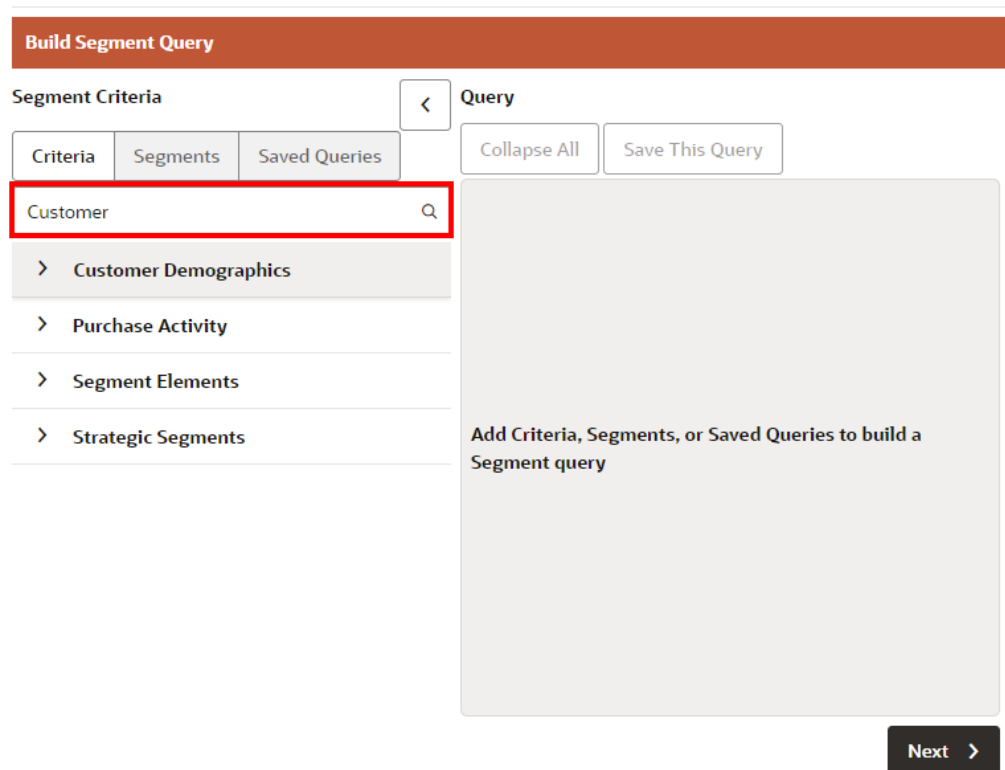 Build Segment Query
Segment Criteria
Criteria
Segments
Saved Queries
Customer
Customer Demographics
Purchase Activity
Segment Elements
Strategic Segments
Query
Collapse All
Save This Query
Add Criteria, Segments, or Saved Queries to build a
Segment query
Next